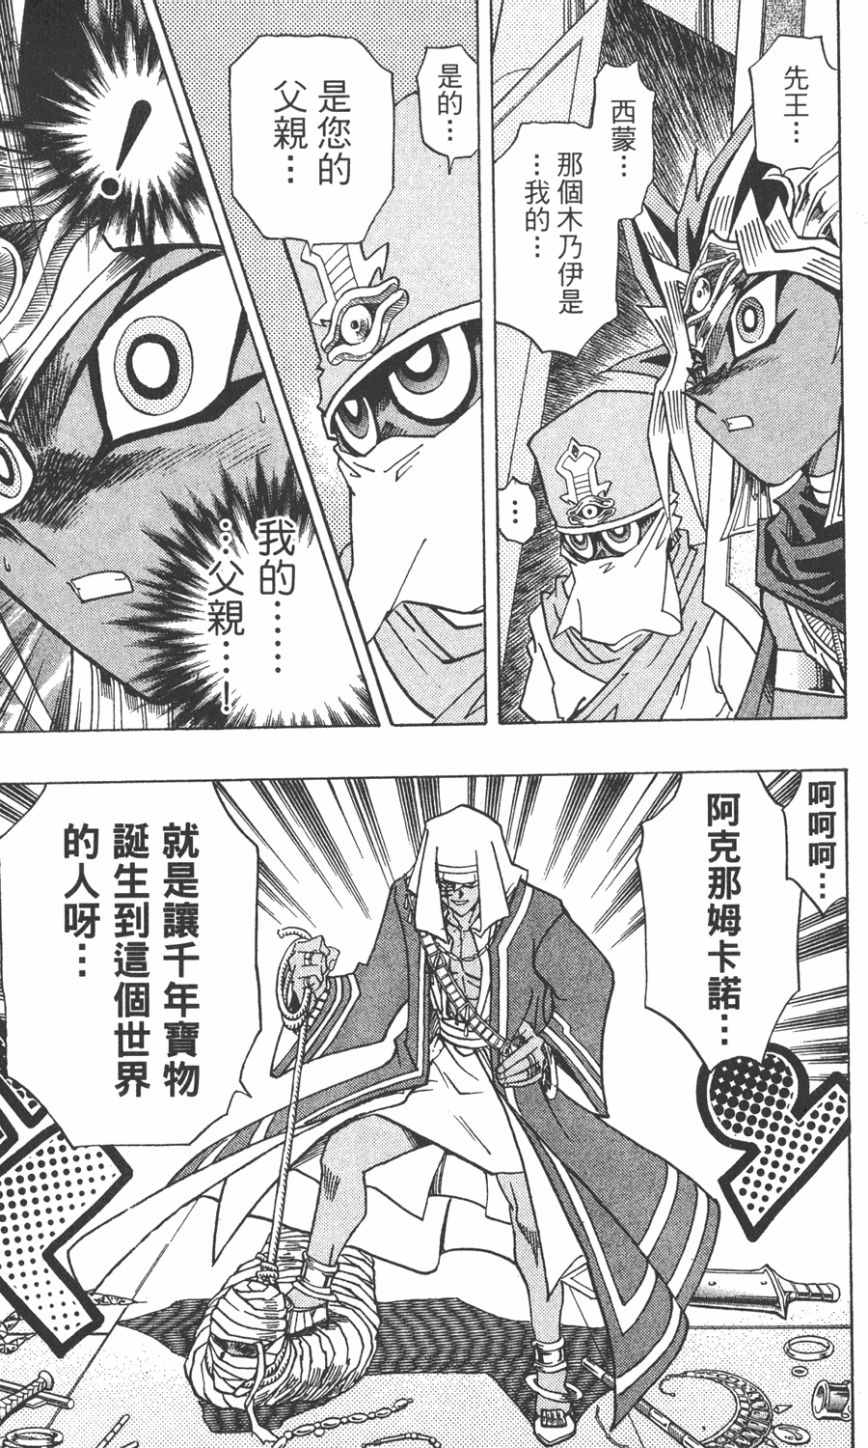 先王…
西蒙…
那個木乃伊是
…我的…
…
是的…
是您的
父親…
！
我的……
…父親…！
呵呵呵…
阿克那姆卡諾…
就是讓千年寶物
誕生到這個世界
的人呀…